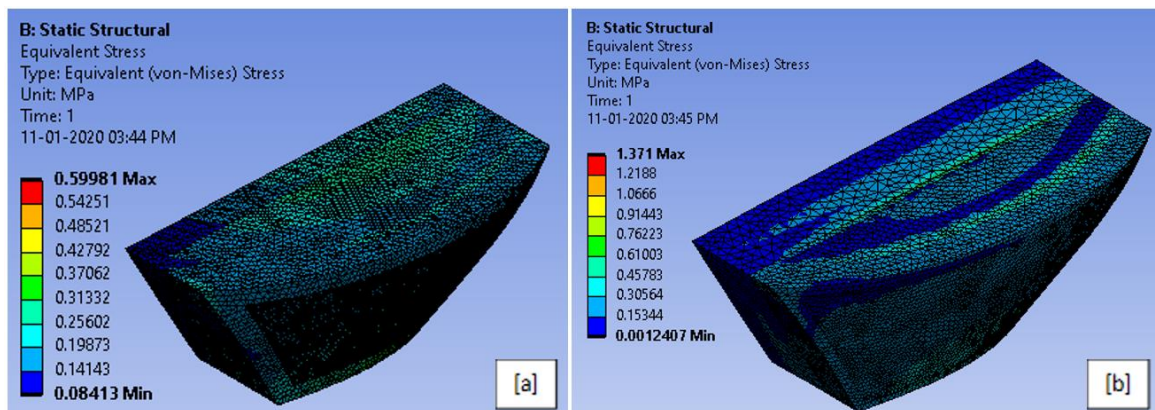 B: Static Structural
Equivalent Stress
Type: Equivalent (von-Mises) Stress
Unit: MPa
Time: 1
11-01-2020 03:44 PM
0.59981 Max
0.54251
0.48521
0.42792
0.37062
0.31332
0.25602
0.19873
0.14143
0.08413 Min
[a]
B: Static Structural
Equivalent Stress
Type: Equivalent (von-Mises) Stress
Unit: MPa
Time: 1
11-01-2020 03:45 PM
1.371 Max
1.2188
1.0666
0.91443
0.76223
0.61003
0.45783
0.30564
0.15344
0.0012407 Min
[b]